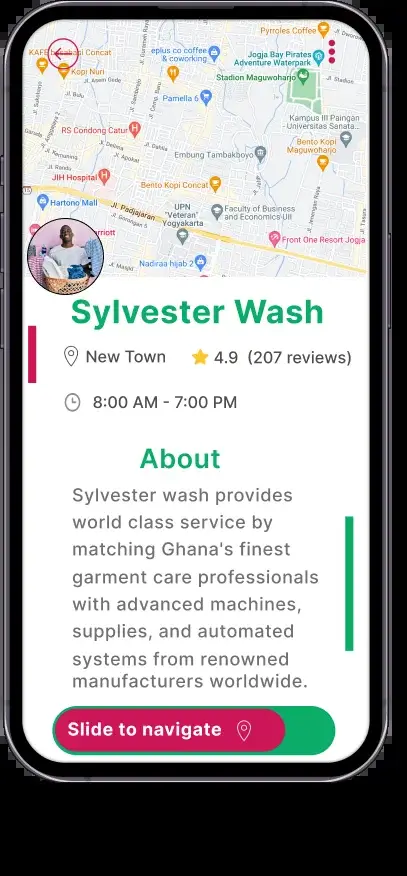 Pyrroles Coffee
Jl. Dworowati
KAFE basabasi Concat
eplus co coffee
& coworking
Jogja Bay Pirates
Adventure Waterpark
Kopi Nuri
Stadion Maguwoharjo
Jl. Stadion
Pamella 6
Kampus III Paingan
- Universitas Sanata...
RS Condong Catur
Bento Kopi
Maguwoharjo
Embung Tambakboyo
JIH Hospital
Bento Kopi Concat
Hartono Mall
Jl. Padjajaran
UPN
"Veteran"
Yogyakarta
Faculty of Business
and Economics UII
Front One Resort Jogja
Nadiraa hijab 2
Sylvester Wash
New Town
4.9 (207 reviews)
8:00 AM - 7:00 PM
About
Sylvester wash provides
world class service by
matching Ghana's finest
garment care professionals
with advanced machines,
supplies, and automated
systems from renowned
manufacturers worldwide.
Slide to navigate